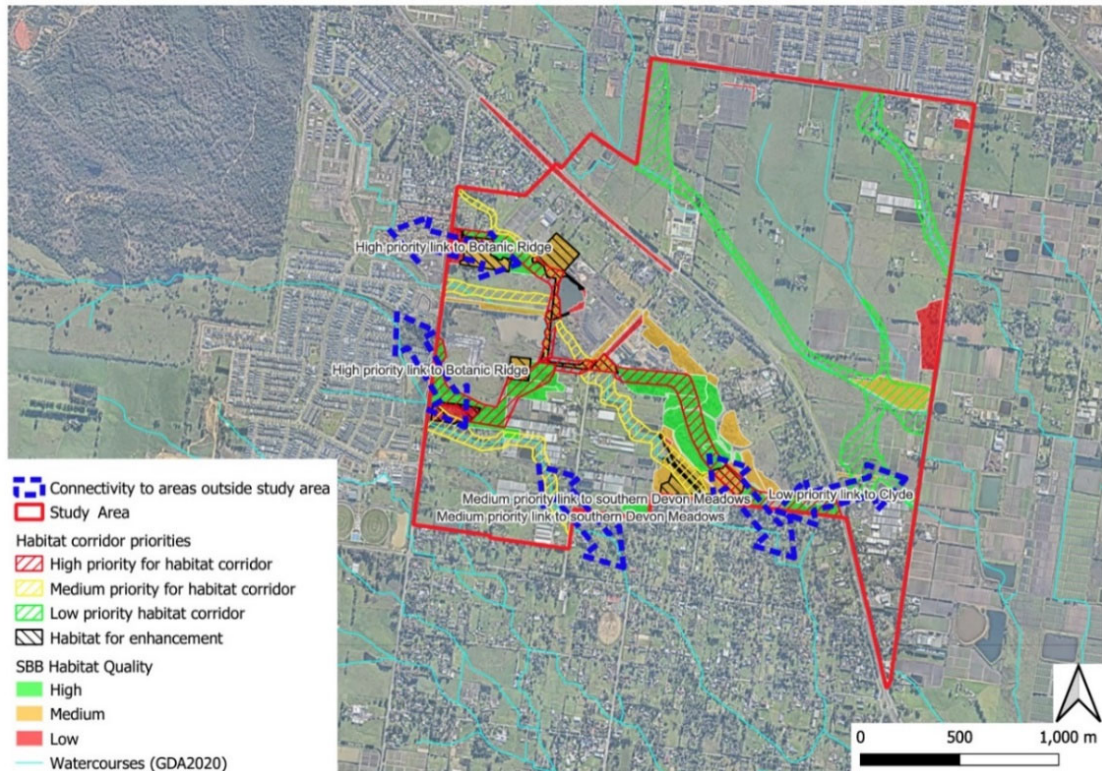 High priority link to Botanic Ridge
High priority link to Botanic Ridge
Medium priority link to southern Devon Meadows
Low priority link to Clyde
Medium priority link to southern Devon Meadows
Connectivity to areas outside study area
Study Area
Habitat corridor priorities
High priority for habitat corridor
Medium priority for habitat corridor
Low priority habitat corridor
Habitat for enhancement
SBB Habitat Quality
High
Medium
Low
Watercourses (GDA2020)
0 500 1,000 m